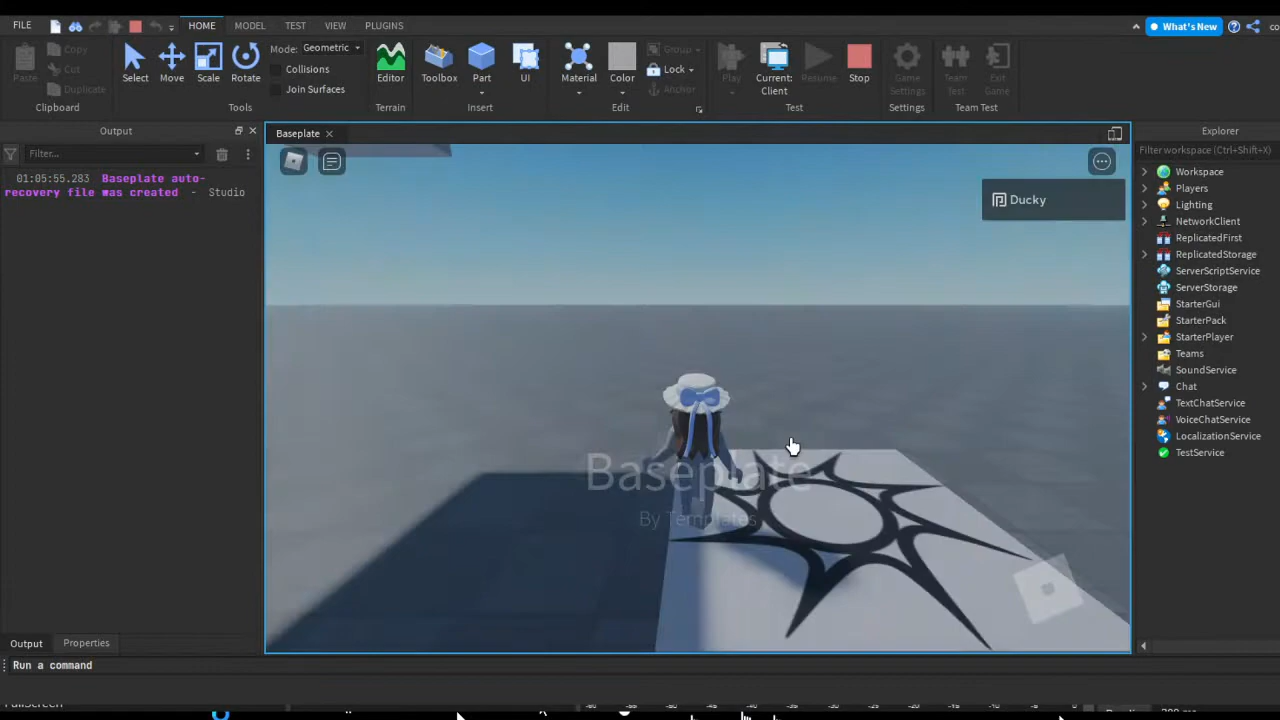 FILE HOME MODEL TEST VIEW PLUGINS What's New co
Paste Copy Cut Duplicate Clipboard
Select Move Scale Rotate Mode: Geometric Collisions Join Surfaces Tools
Editor Terrain
Toolbox Part UI Insert
Material Color Group Lock Anchor Edit
Play Current: Client Resume Stop Test
Game Settings Settings
Team Test Exit Game Team Test
Output
Filter...
01:05:55.283 Baseplate auto-
recovery file was created - Studio
Baseplate
Ducky
Baseplate
By Templates
Explorer
Filter workspace (Ctrl+Shift+X)
Workspace
Players
Lighting
NetworkClient
ReplicatedFirst
ReplicatedStorage
ServerScriptService
ServerStorage
StarterGui
StarterPack
StarterPlayer
Teams
SoundService
Chat
TextChatService
VoiceChatService
LocalizationService
TestService
Output Properties
Run a command